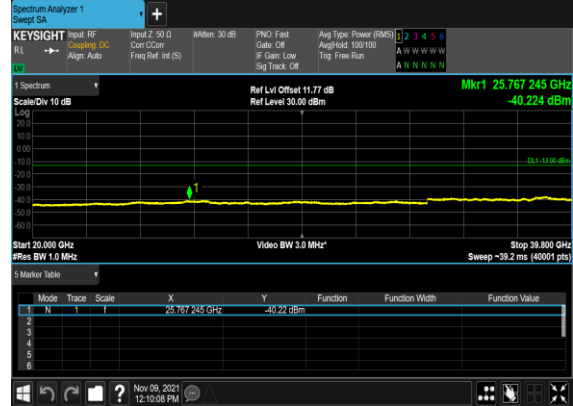 Spectrum Analyzer 1
Swept SA
+
KEYSIGHT Input: RF Input Z: 50 Ω #Atten: 30 dB PNO: Fast Avg Type: Power (RMS) 1 2 3 4 5 6
RL Coupling: DC Corr CCorr Gate: Off Avg|Hold: 100/100 A W W W W W
Align: Auto Freq Ref: Int (S) IF Gain: Low Trig: Free Run
LU Sig Track: Off A N N N N N
1 Spectrum Ref Lvl Offset 11.77 dB Mkr1 25.767 245 GHz
Scale/Div 10 dB Ref Level 30.00 dBm -40.224 dBm
Log
20.0
10.0
0.00
-10.0
DL1 -13.00 dBm
-20.0
-30.0
1
-40.0
-50.0
-60.0
Start 20.000 GHz Video BW 3.0 MHz* Stop 39.800 GHz
#Res BW 1.0 MHz Sweep ~39.2 ms (40001 pts)
5 Marker Table
Mode Trace Scale X Y Function Function Width Function Value
1 N 1 f 25.767 245 GHz -40.22 dBm
2
3
4
5
6
? Nov 09, 2021
12:10:08 PM